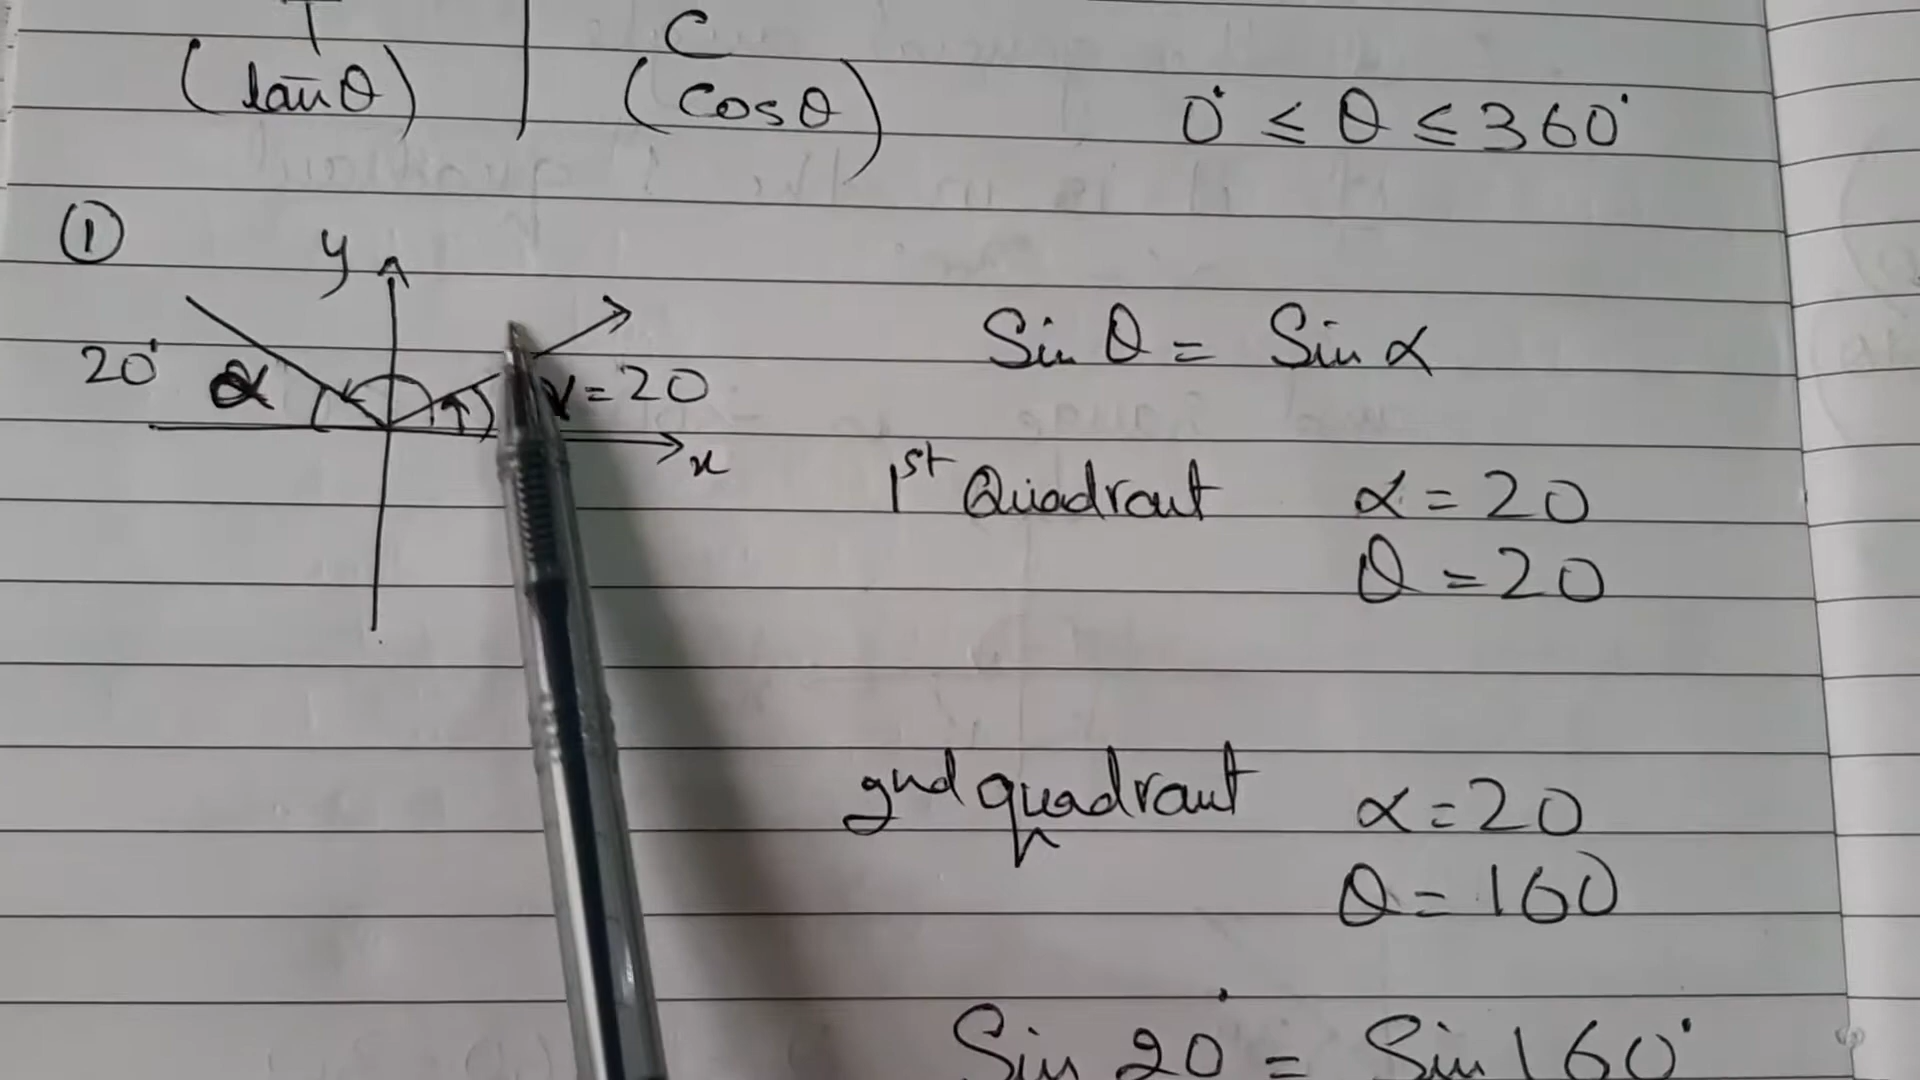 T C
(tanθ) (cosθ)
0° ≤ θ ≤ 360°
①
y
20° α = 20
α
x
Sin θ = Sin α
1st Quadrant α = 20
θ = 20
2nd quadrant α = 20
θ = 160
Sin 20° = Sin 160°